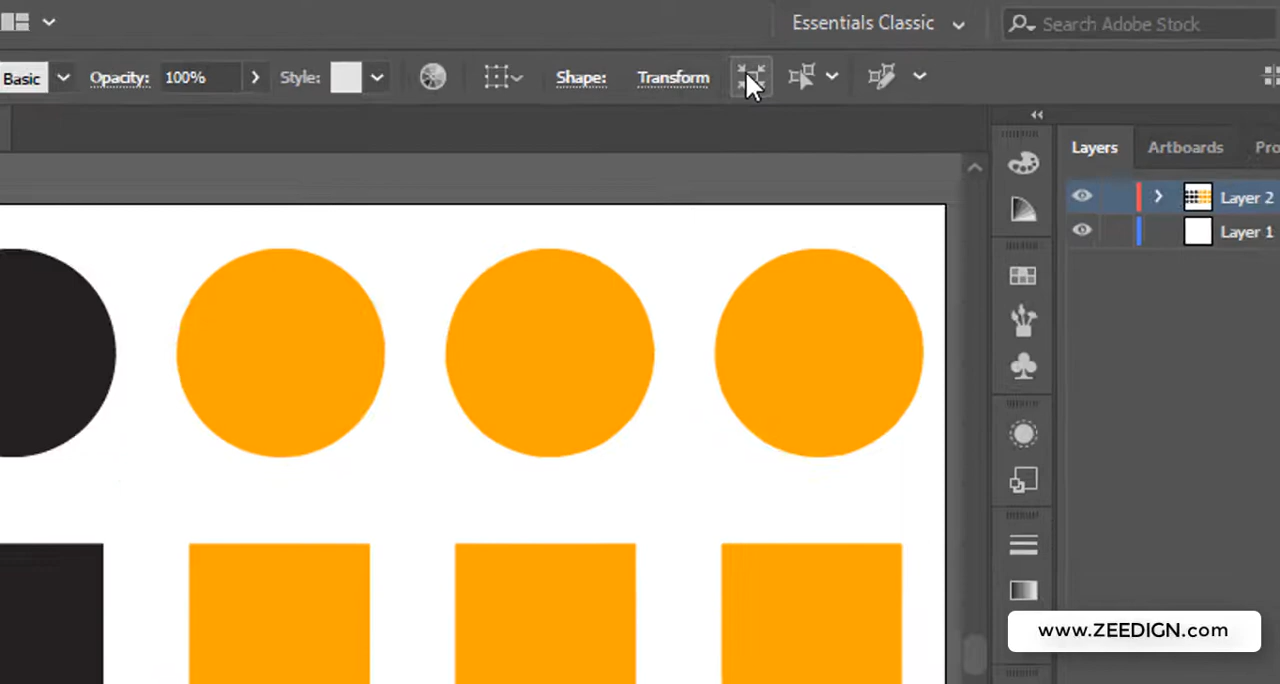 Essentials Classic
Search Adobe Stock
Basic
Opacity: 100%
Style:
Shape:
Transform
Layers
Artboards
Pro
Layer 2
Layer 1
www.ZEEDIGN.com